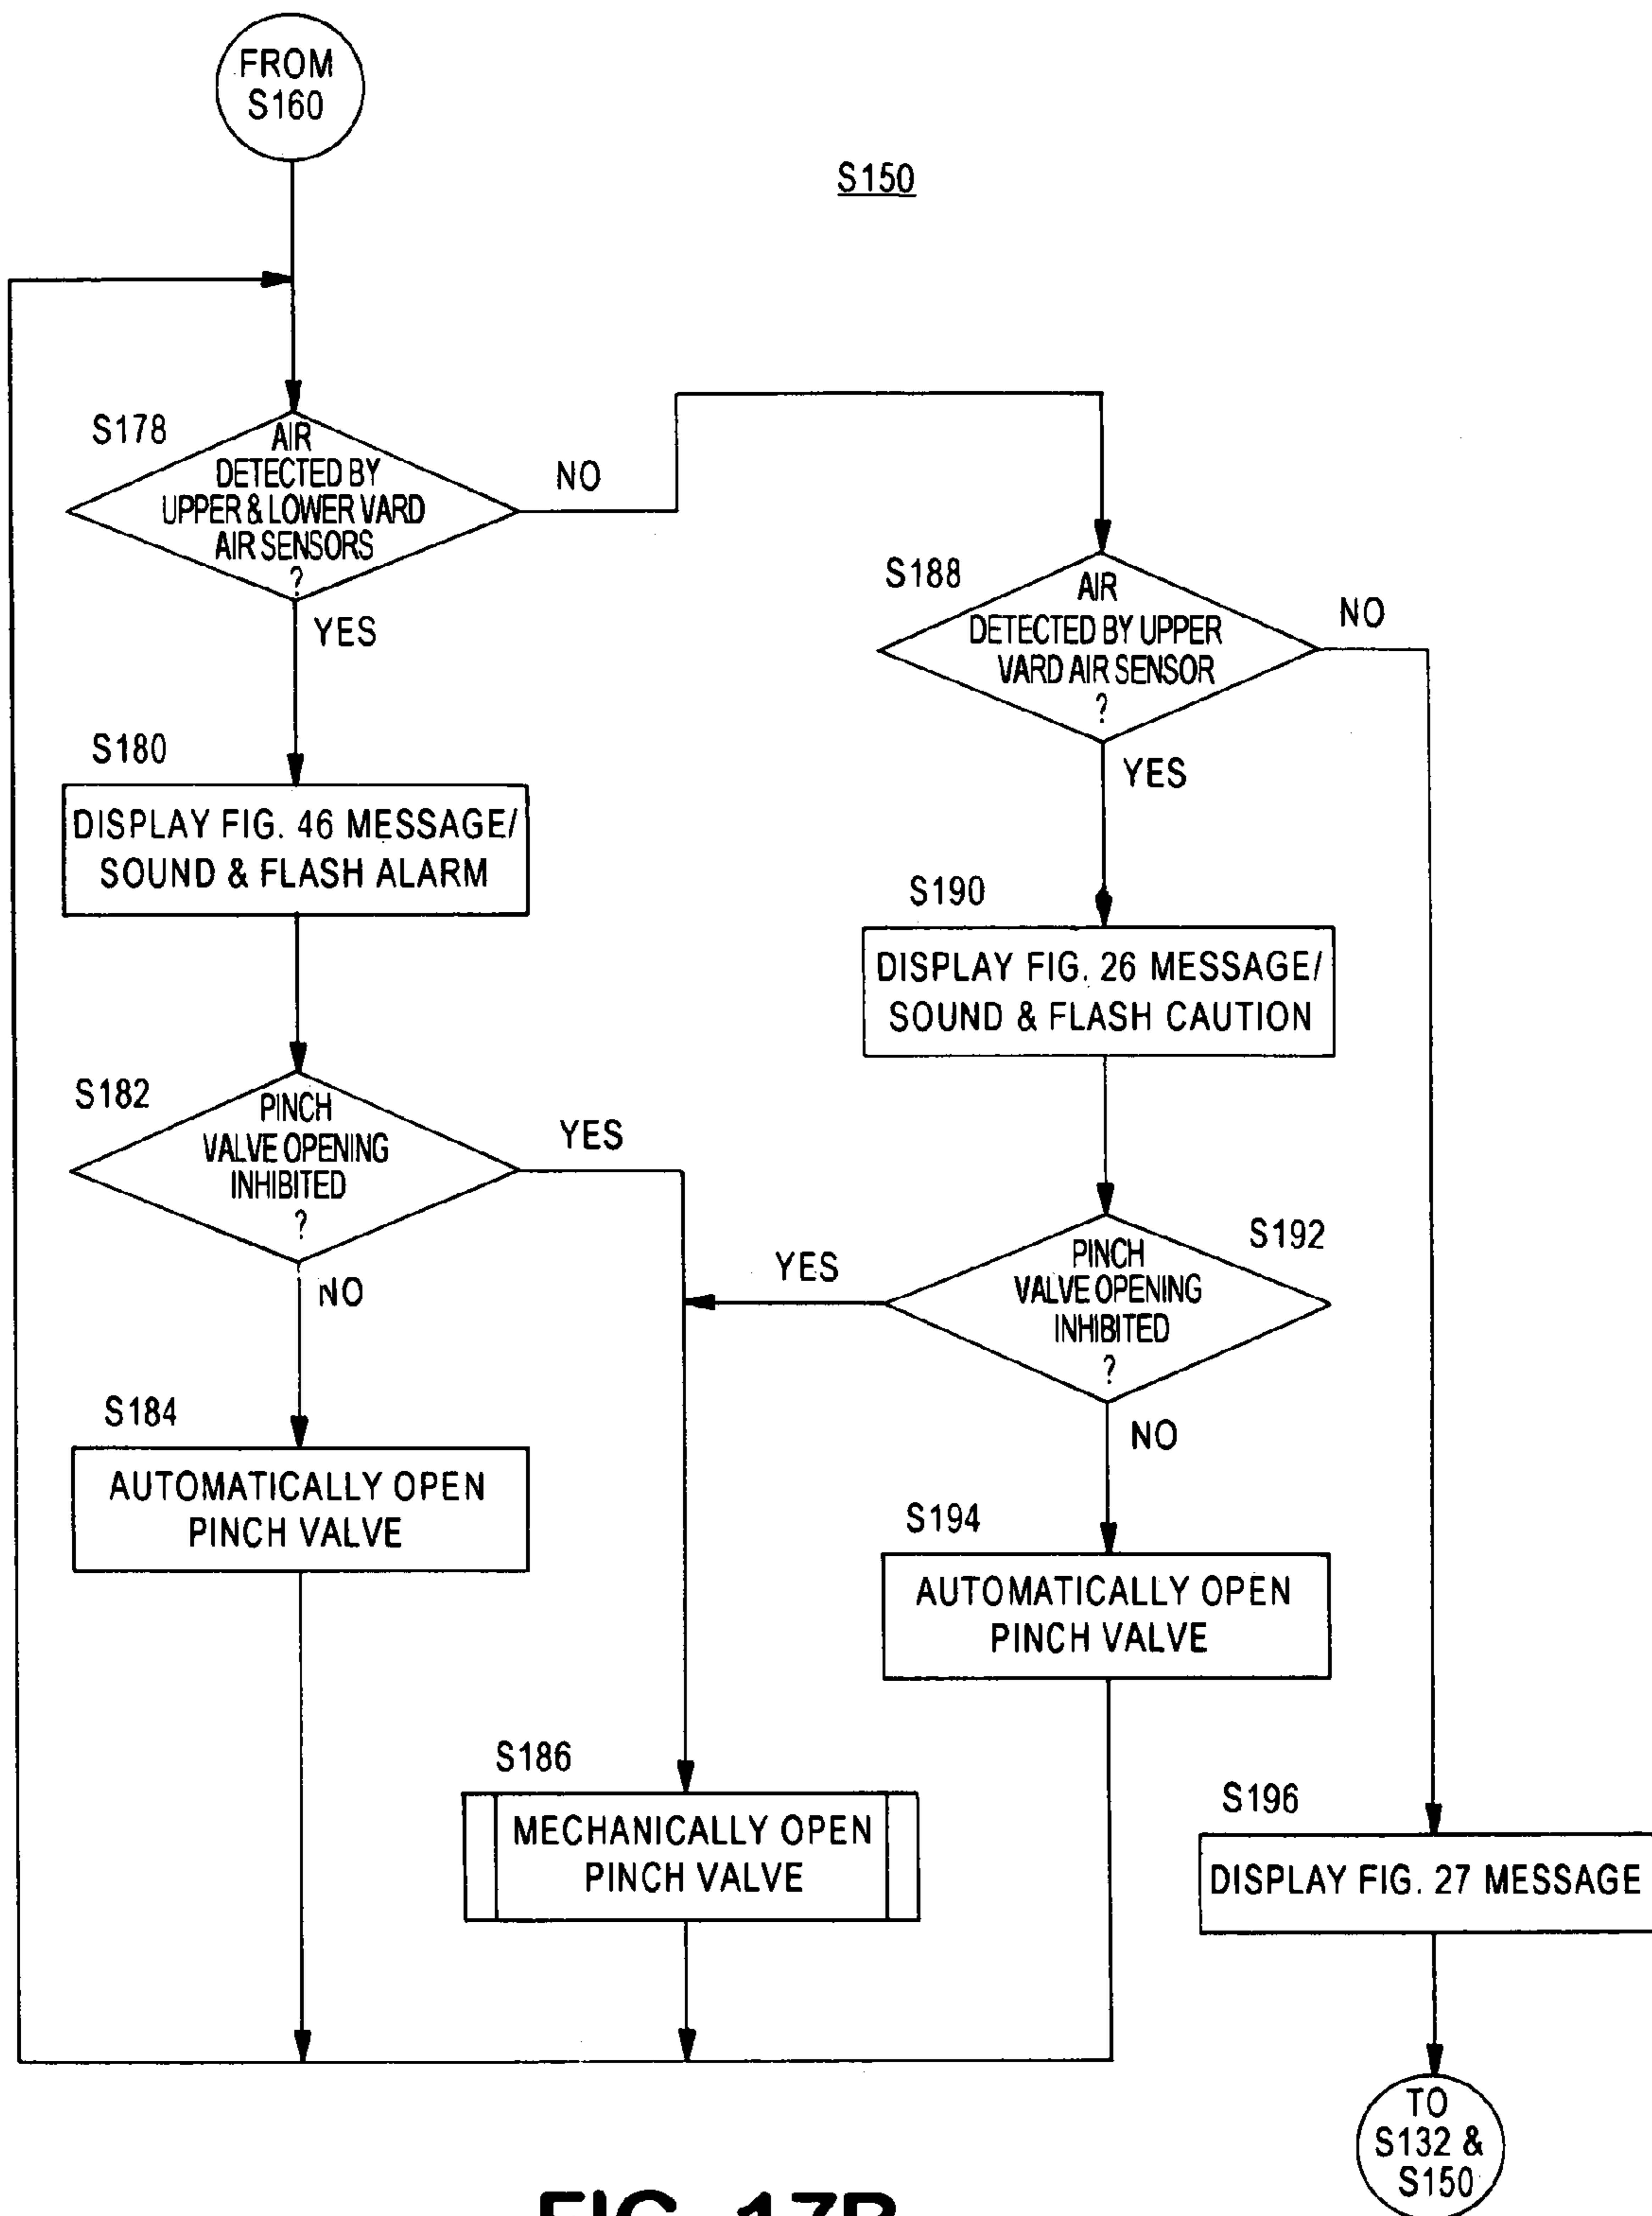 FROM
S160
S150
S178
AIR
DETECTED BY
UPPER & LOWER VARD
AIR SENSORS
?
NO
YES
S188
AIR
DETECTED BY UPPER
VARD AIR SENSOR
?
NO
YES
S180
DISPLAY FIG. 46 MESSAGE/
SOUND & FLASH ALARM
S190
DISPLAY FIG. 26 MESSAGE/
SOUND & FLASH CAUTION
S182
PINCH
VALVE OPENING
INHIBITED
?
YES
NO
S192
PINCH
VALVE OPENING
INHIBITED
?
YES
NO
S184
AUTOMATICALLY OPEN
PINCH VALVE
S194
AUTOMATICALLY OPEN
PINCH VALVE
S186
MECHANICALLY OPEN
PINCH VALVE
S196
DISPLAY FIG. 27 MESSAGE
TO
S132 &
S150
FIG. 17B